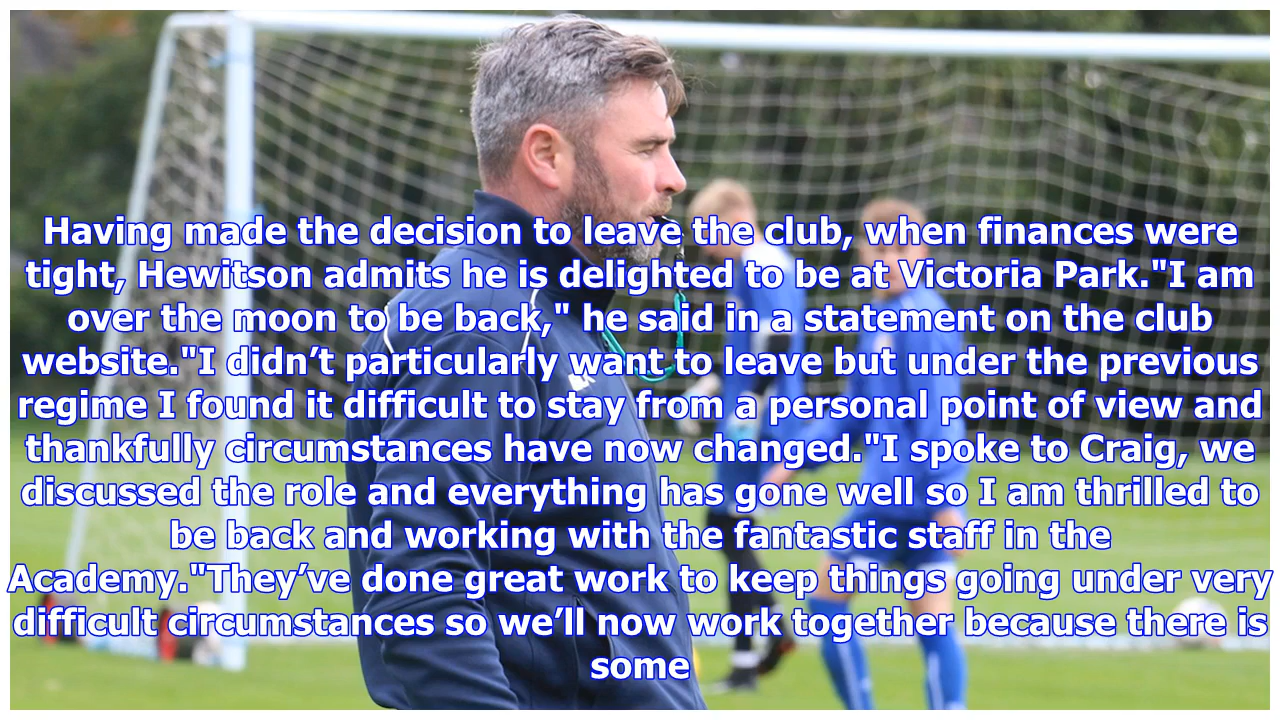 Having made the decision to leave the club, when finances were
tight, Hewitson admits he is delighted to be at Victoria Park."I am
over the moon to be back," he said in a statement on the club
website."I didn’t particularly want to leave but under the previous
regime I found it difficult to stay from a personal point of view and
thankfully circumstances have now changed."I spoke to Craig, we
discussed the role and everything has gone well so I am thrilled to
be back and working with the fantastic staff in the
Academy."They’ve done great work to keep things going under very
difficult circumstances so we’ll now work together because there is
some